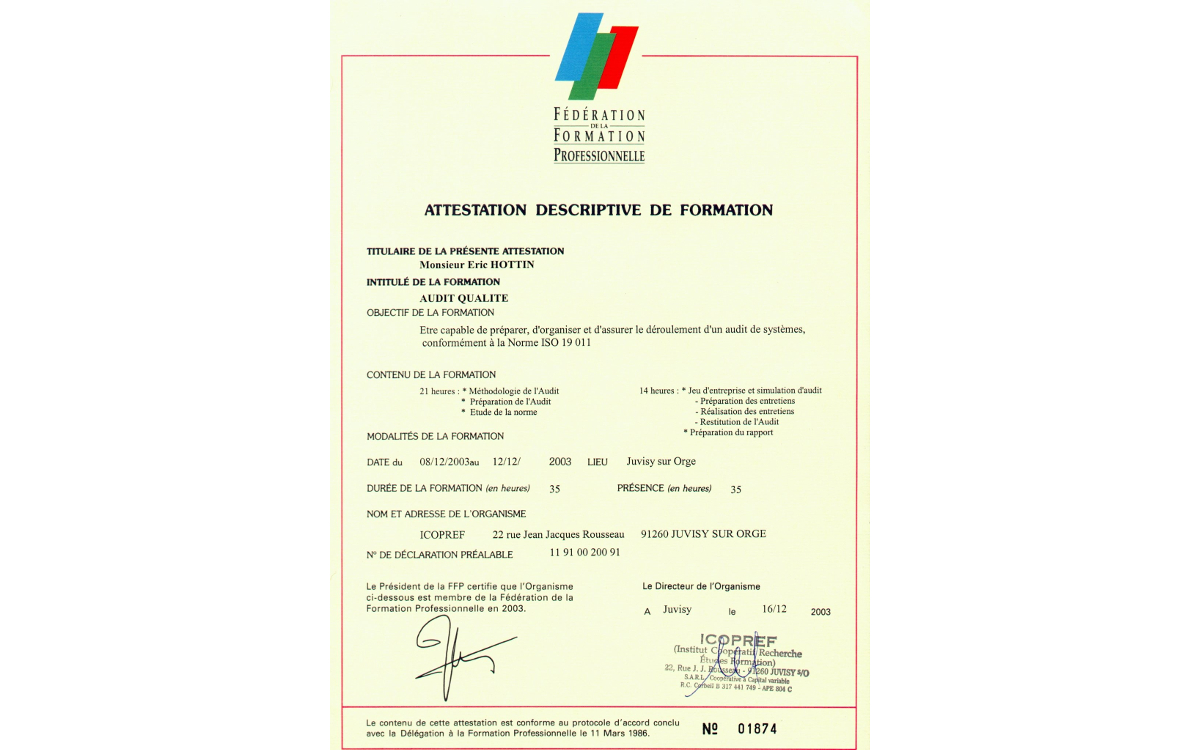 FÉDÉRATION
DE LA
FORMATION
PROFESSIONNELLE
ATTESTATION DESCRIPTIVE DE FORMATION
TITULAIRE DE LA PRÉSENTE ATTESTATION
Monsieur Eric HOTTIN
INTITULÉ DE LA FORMATION
AUDIT QUALITE
OBJECTIF DE LA FORMATION
Etre capable de préparer, d'organiser et d'assurer le déroulement d'un audit de systèmes,
conformément à la Norme ISO 19 011
CONTENU DE LA FORMATION
21 heures : * Méthodologie de l'Audit
* Préparation de l'Audit
* Etude de la norme
14 heures : * Jeu d'entreprise et simulation d'audit
- Préparation des entretiens
- Réalisation des entretiens
- Restitution de l'Audit
* Préparation du rapport
MODALITÉS DE LA FORMATION
DATE du 08/12/2003au 12/12/ 2003 LIEU Juvisy sur Orge
DURÉE DE LA FORMATION (en heures) 35 PRÉSENCE (en heures) 35
NOM ET ADRESSE DE L'ORGANISME
ICOPREF 22 rue Jean Jacques Rousseau 91260 JUVISY SUR ORGE
N° DE DÉCLARATION PRÉALABLE 11 91 00 200 91
Le Président de la FFP certifie que l'Organisme
ci-dessous est membre de la Fédération de la
Formation Professionnelle en 2003.
Le Directeur de l'Organisme
A Juvisy le 16/12 2003
ICOPREF
(Institut Coopératif Recherche
Études Formation)
22, Rue J. J. Rousseau - 91260 JUVISY S/O
S.A.R.L. Coopérative à Capital variable
R.C. Corbeil B 317 441 749 - APE 804 C
Le contenu de cette attestation est conforme au protocole d'accord conclu
avec la Délégation à la Formation Professionnelle le 11 Mars 1986.
Nº 01874